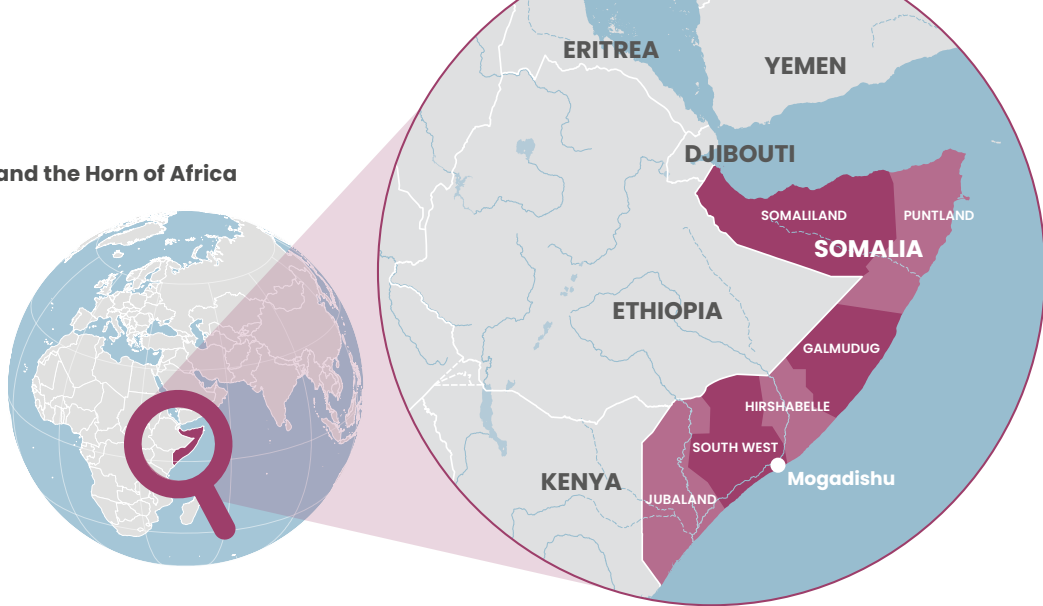 and the Horn of Africa
ERITREA
YEMEN
DJIBOUTI
SOMALILAND
PUNTLAND
SOMALIA
ETHIOPIA
GALMUDUG
HIRSHABELLE
SOUTH WEST
KENYA
Mogadishu
JUBALAND